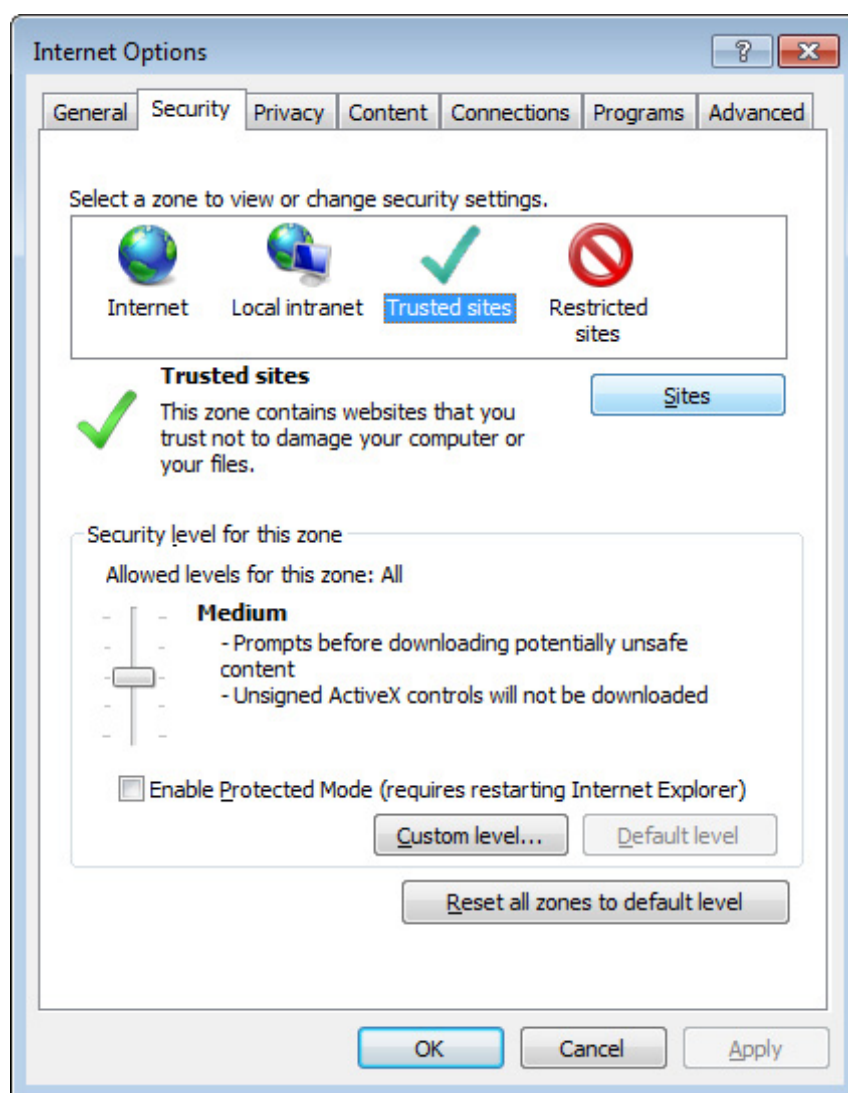 Internet Options
General Security Privacy Content Connections Programs Advanced
Select a zone to view or change security settings.
Internet Local intranet Trusted sites Restricted sites
Trusted sites
Sites
This zone contains websites that you
trust not to damage your computer or
your files.
Security level for this zone
Allowed levels for this zone: All
Medium
- Prompts before downloading potentially unsafe
content
- Unsigned ActiveX controls will not be downloaded
Enable Protected Mode (requires restarting Internet Explorer)
Custom level... Default level
Reset all zones to default level
OK Cancel Apply